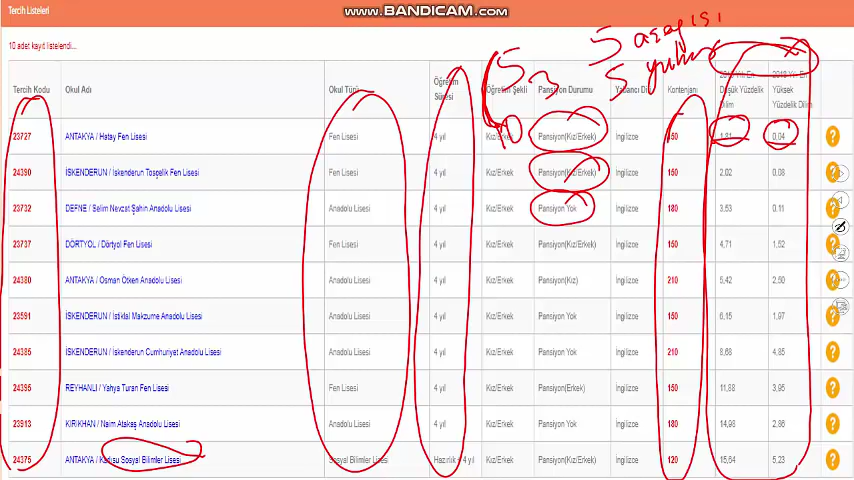 Tercih Listeleri
www.BANDICAM.com
10 adet kayıt listelendi...
5 aşağısı
5 yukarı
5
3
10
Tercih Kodu Okul Adı Okul Türü Öğretim Süresi Öğretim Şekli Pansiyon Durumu Yabancı Dil Kontenjanı Yılı En Düşük Yüzdelik Dilim 2018 Yılı En Yüksek Yüzdelik Dilim
23727 ANTAKYA / Hatay Fen Lisesi Fen Lisesi 4 yıl Kız/Erkek Pansiyon(Kız/Erkek) İngilizce 150 0,04
24390 İSKENDERUN / İskenderun Tosçelik Fen Lisesi Fen Lisesi 4 yıl Kız/Erkek Pansiyon(Kız/Erkek) İngilizce 150 2,02 0,08
23732 DEFNE / Selim Nevzat Şahin Anadolu Lisesi Anadolu Lisesi 4 yıl Kız/Erkek Pansiyon Yok İngilizce 180 3,53 0,11
23737 DÖRTYOL / Dörtyol Fen Lisesi Fen Lisesi 4 yıl Kız/Erkek Pansiyon(Kız/Erkek) İngilizce 150 4,71 1,52
24380 ANTAKYA / Osman Ötken Anadolu Lisesi Anadolu Lisesi 4 yıl Kız/Erkek Pansiyon(Kız) İngilizce 210 5,42 2,50
23591 İSKENDERUN / İstiklal Makzume Anadolu Lisesi Anadolu Lisesi 4 yıl Kız/Erkek Pansiyon Yok İngilizce 150 6,15 1,97
24385 İSKENDERUN / İskenderun Cumhuriyet Anadolu Lisesi Anadolu Lisesi 4 yıl Kız/Erkek Pansiyon Yok İngilizce 210 8,68 4,85
24395 REYHANLI / Yahya Turan Fen Lisesi Fen Lisesi 4 yıl Kız/Erkek Pansiyon(Erkek) İngilizce 150 11,88 3,95
23913 KIRIKHAN / Naim Atakaş Anadolu Lisesi Anadolu Lisesi 4 yıl Kız/Erkek Pansiyon Yok İngilizce 180 14,98 2,86
24375 ANTAKYA / Kurtisu Sosyal Bilimler Lisesi Sosyal Bilimler Lisesi Hazırlık + 4 yıl Kız/Erkek Pansiyon(Kız/Erkek) İngilizce 120 15,64 5,23